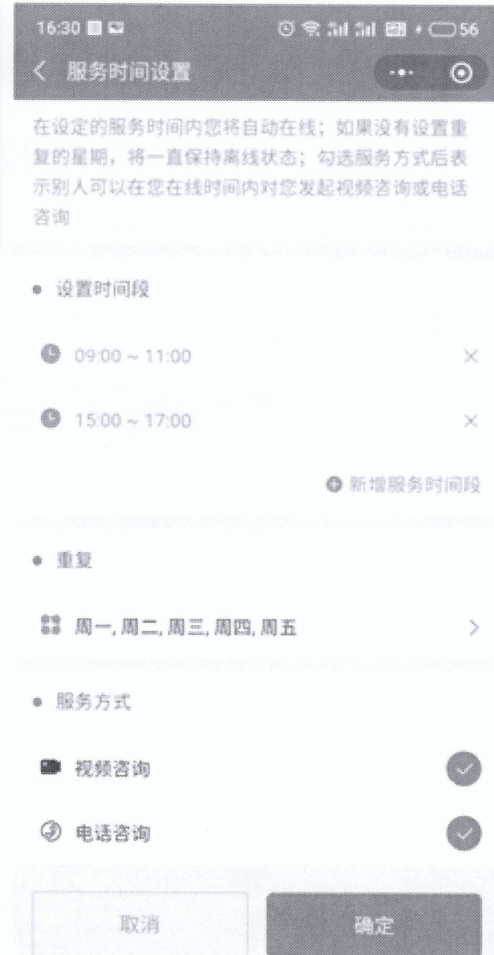 16:30
56
服务时间设置
在设定的服务时间内您将自动在线；如果没有设置重
复的星期，将一直保持离线状态；勾选服务方式后表
示别人可以在您在线时间内对您发起视频咨询或电话
咨询
设置时间段
09:00 ~ 11:00
15:00 ~ 17:00
新增服务时间段
重复
周一, 周二, 周三, 周四, 周五
服务方式
视频咨询
电话咨询
取消
确定